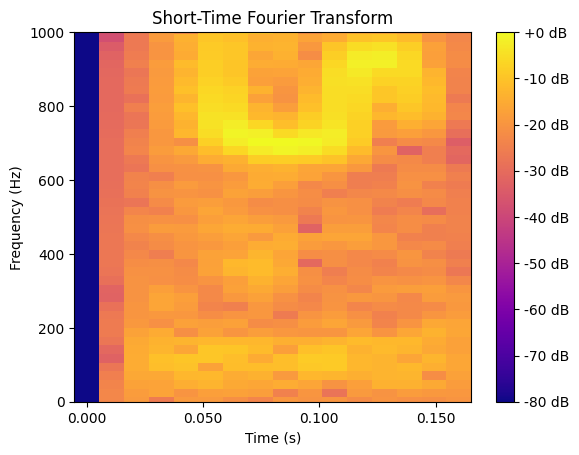 Short-Time Fourier Transform
Frequency (Hz)
1000
800
600
400
200
0
0.000
0.050
0.100
0.150
Time (s)
+0 dB
-10 dB
-20 dB
-30 dB
-40 dB
-50 dB
-60 dB
-70 dB
-80 dB